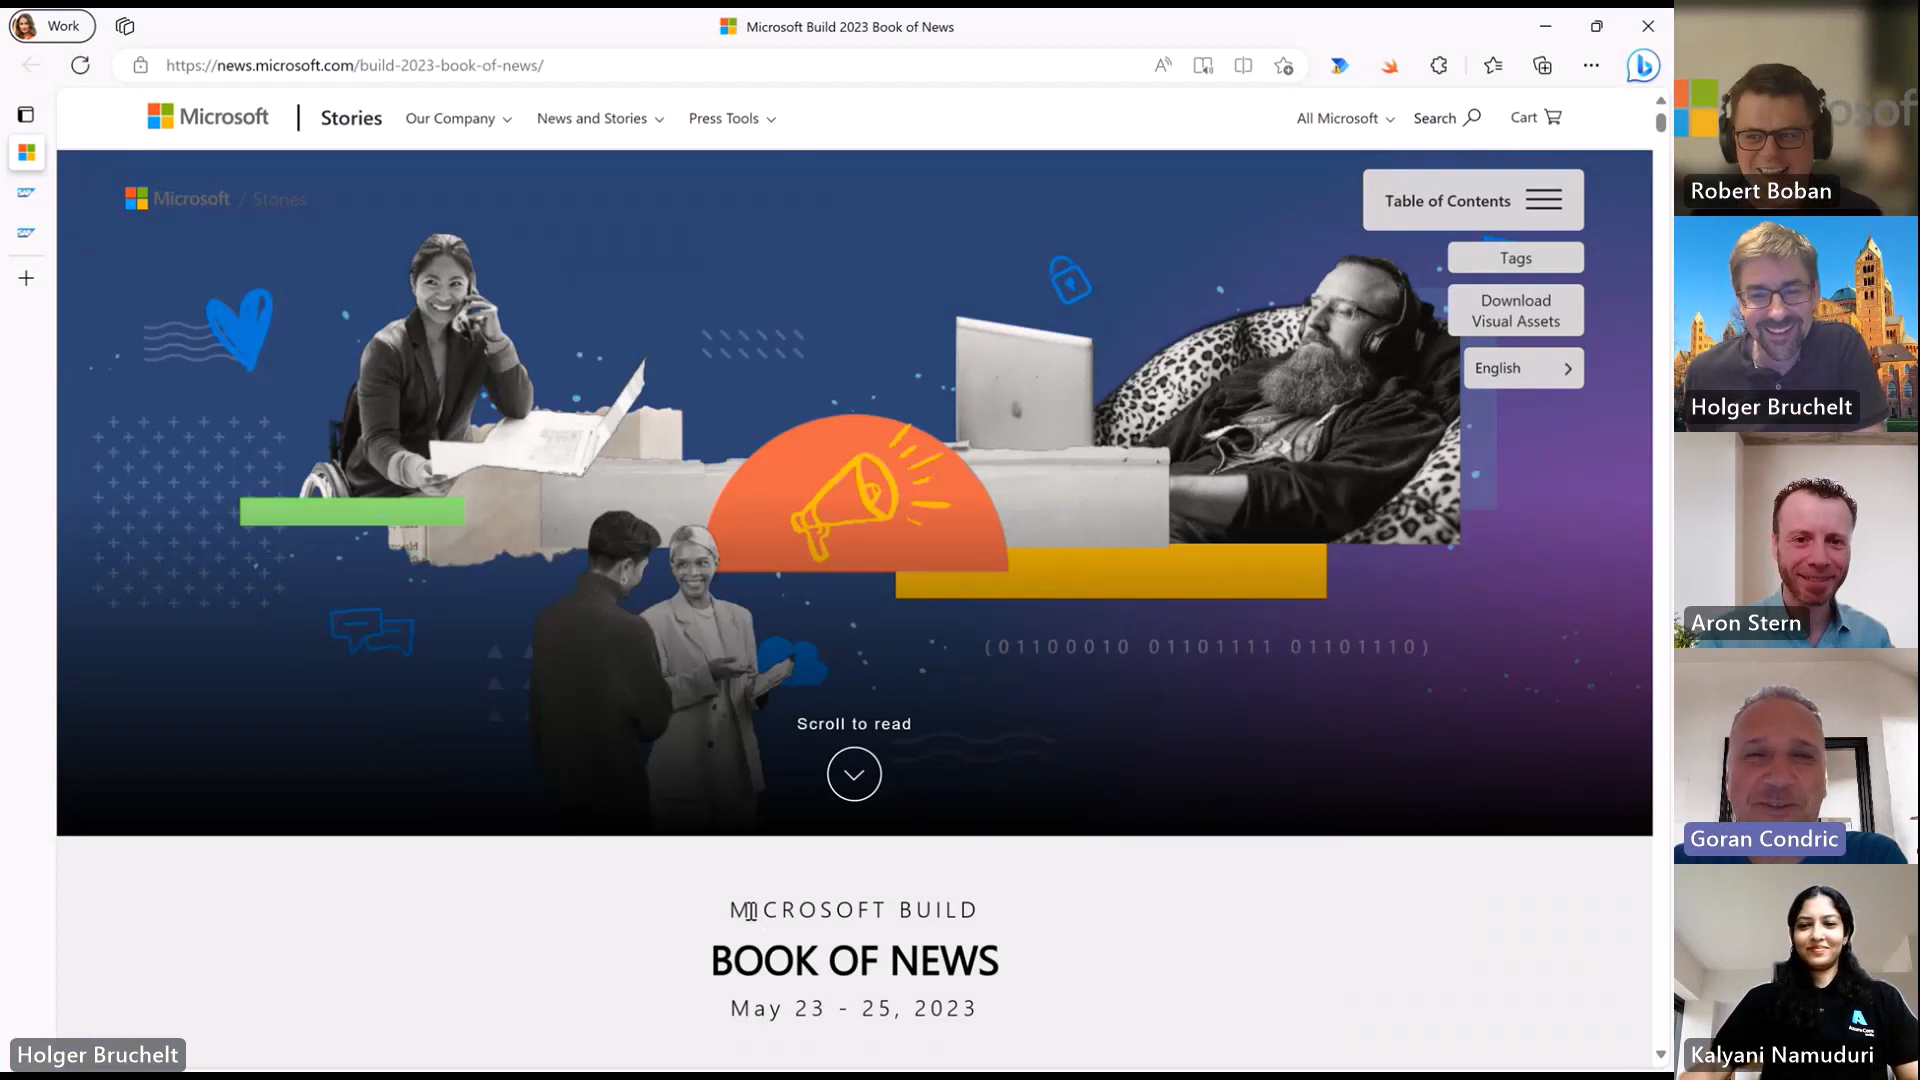 Work
Microsoft Build 2023 Book of News
https://news.microsoft.com/build-2023-book-of-news/
Microsoft
Stories
Our Company
News and Stories
Press Tools
All Microsoft
Search
Cart
Microsoft / Stories
Table of Contents
Tags
Download
Visual Assets
English
(01100010 01101111 01101110)
Scroll to read
MICROSOFT BUILD
BOOK OF NEWS
May 23 - 25, 2023
Holger Bruchelt
Robert Boban
Holger Bruchelt
Aron Stern
Goran Condric
Kalyani Namuduri